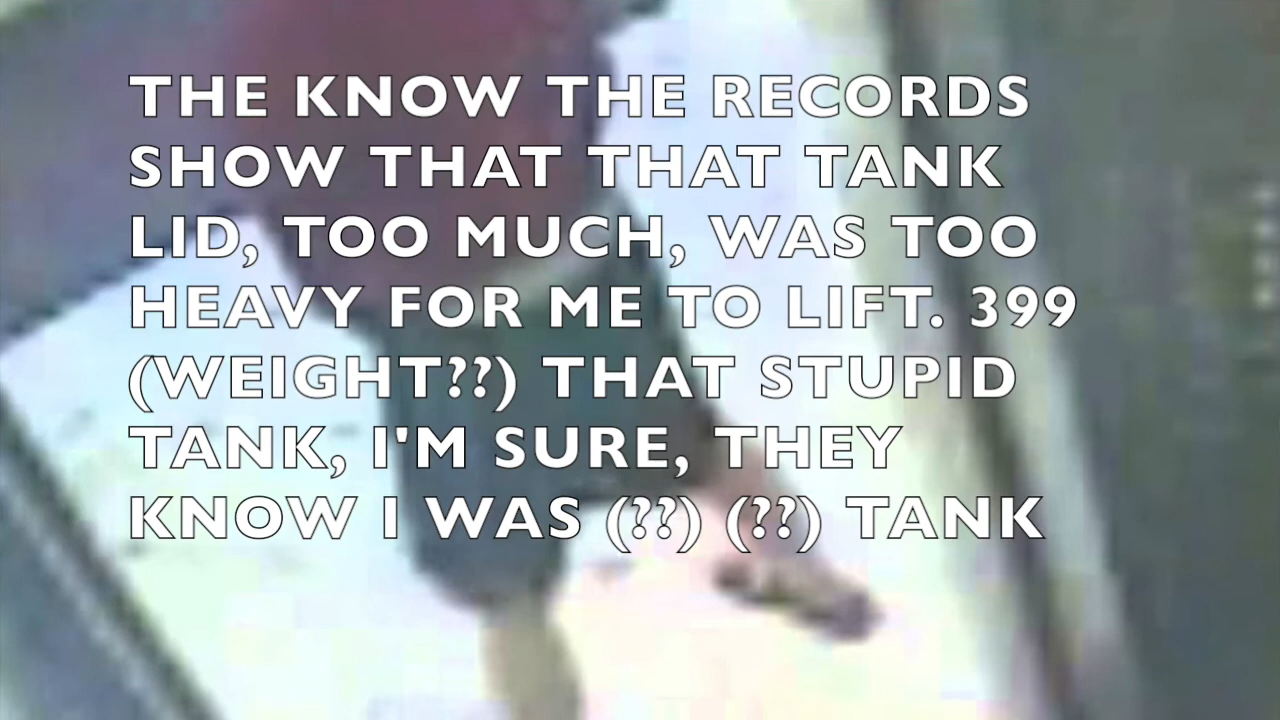 THE KNOW THE RECORDS
SHOW THAT THAT TANK
LID, TOO MUCH, WAS TOO
HEAVY FOR ME TO LIFT. 399
(WEIGHT??) THAT STUPID
TANK, I'M SURE, THEY
KNOW I WAS (??) (??) TANK